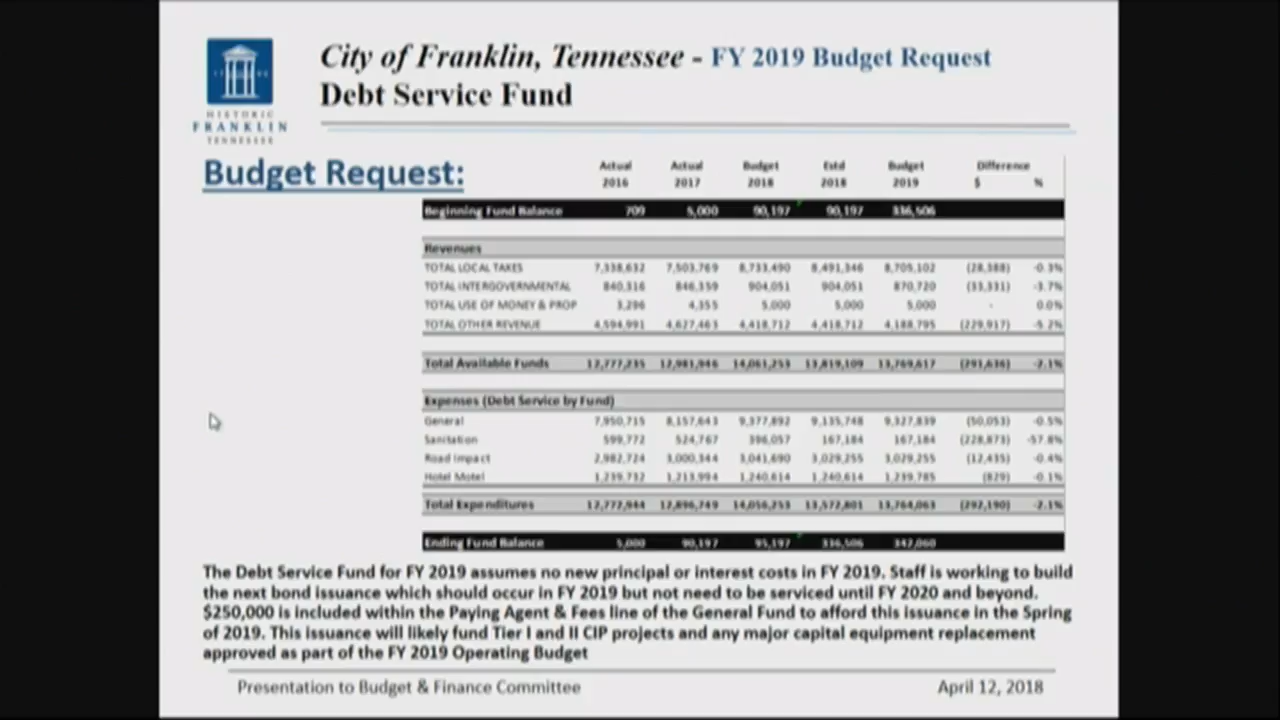 City of Franklin, Tennessee - FY 2019 Budget Request
Debt Service Fund
HISTORIC
FRANKLIN
TENNESSEE
Budget Request:
Actual Actual Budget Estd Budget Difference
2016 2017 2018 2018 2019 $ %
Beginning Fund Balance 709 5,000 90,197 90,197 336,506
Revenues
TOTAL LOCAL TAXES 7,338,632 7,503,769 8,733,490 8,491,346 8,705,102 (28,388) -0.3%
TOTAL INTERGOVERNMENTAL 840,316 846,359 904,051 904,051 870,720 (33,331) -3.7%
TOTAL USE OF MONEY & PROP 3,296 4,355 5,000 5,000 5,000 - 0.0%
TOTAL OTHER REVENUE 4,594,991 4,627,463 4,418,712 4,418,712 4,188,795 (229,917) -5.2%
Total Available Funds 12,777,235 12,981,946 14,061,253 13,819,109 13,769,617 (291,636) -2.1%
Expenses (Debt Service by Fund)
General 7,950,715 8,157,643 9,377,892 9,135,748 9,327,839 (50,053) -0.5%
Sanitation 599,772 524,767 396,057 167,184 167,184 (228,873) -57.8%
Road Impact 2,982,724 3,000,344 3,041,690 3,029,255 3,029,255 (12,435) -0.4%
Hotel Motel 1,239,732 1,213,994 1,240,614 1,240,614 1,239,785 (829) -0.1%
Total Expenditures 12,772,944 12,896,749 14,056,253 13,572,801 13,764,063 (292,190) -2.1%
Ending Fund Balance 5,000 90,197 95,197 336,506 342,060
The Debt Service Fund for FY 2019 assumes no new principal or interest costs in FY 2019. Staff is working to build
the next bond issuance which should occur in FY 2019 but not need to be serviced until FY 2020 and beyond.
$250,000 is included within the Paying Agent & Fees line of the General Fund to afford this issuance in the Spring
of 2019. This issuance will likely fund Tier I and II CIP projects and any major capital equipment replacement
approved as part of the FY 2019 Operating Budget
Presentation to Budget & Finance Committee
April 12, 2018